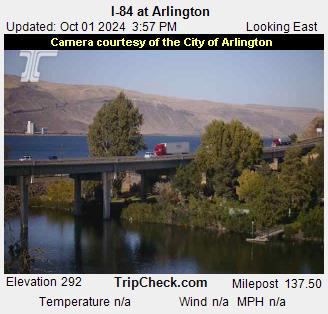 I-84 at Arlington
Updated: Oct 01 2024 3:57 PM Looking East
Camera courtesy of the City of Arlington
Elevation 292 TripCheck.com Milepost 137.50
Temperature n/a Wind n/a MPH n/a